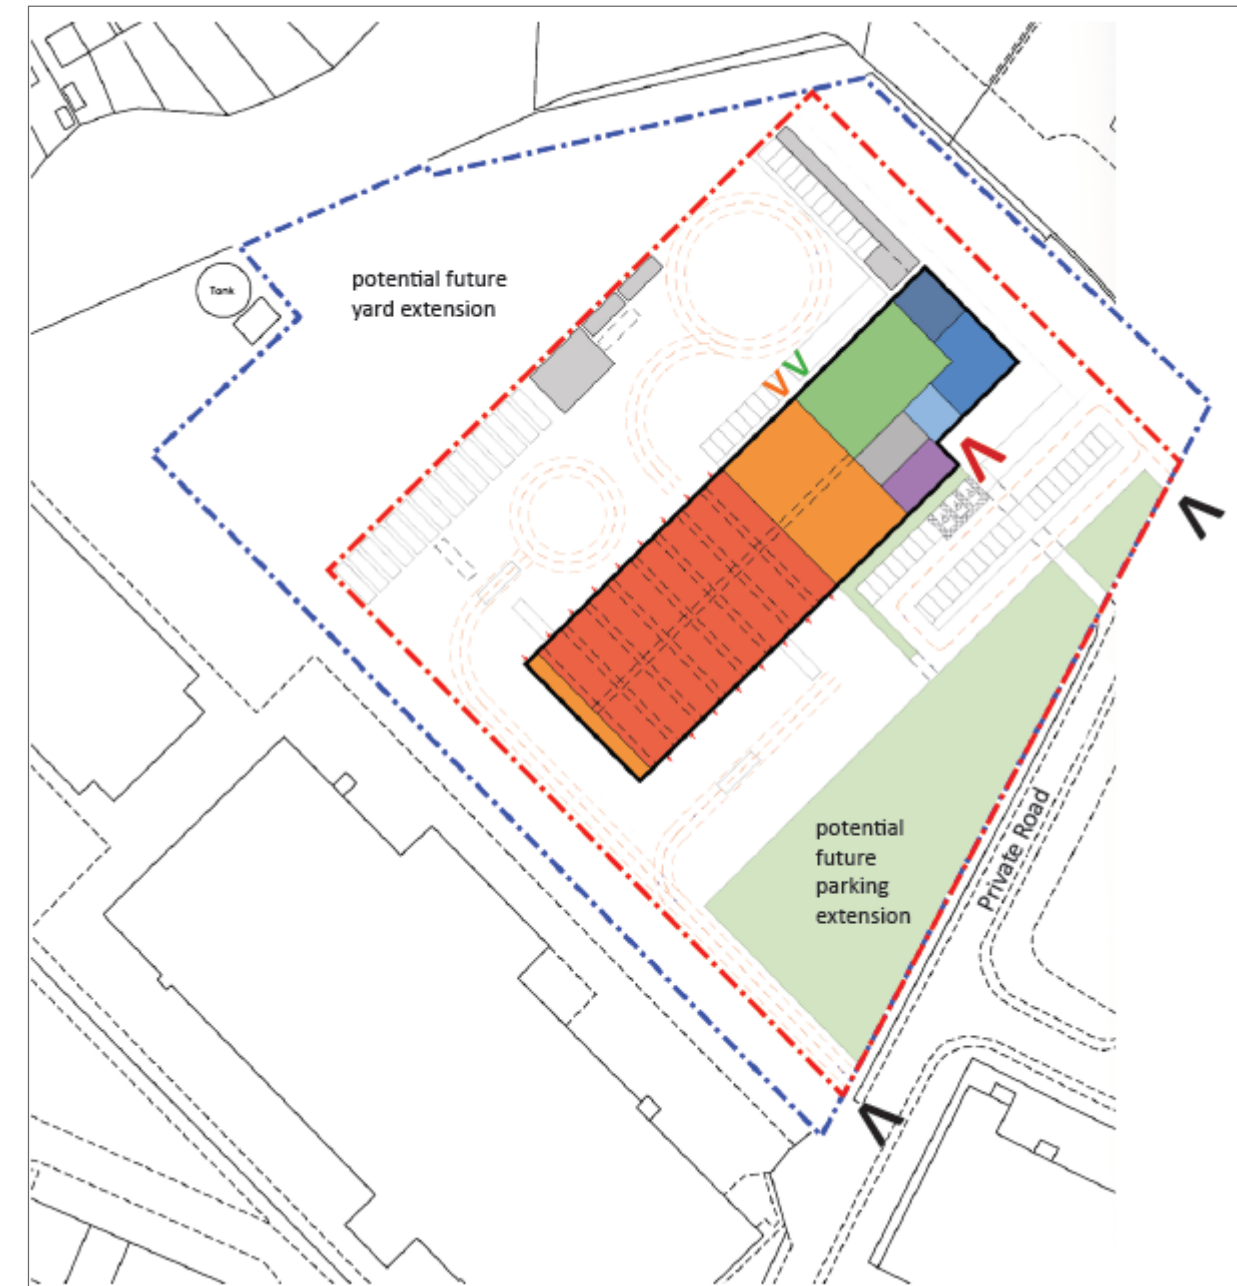 potential future
yard extension
Tank
potential
future
parking
extension
Private Road